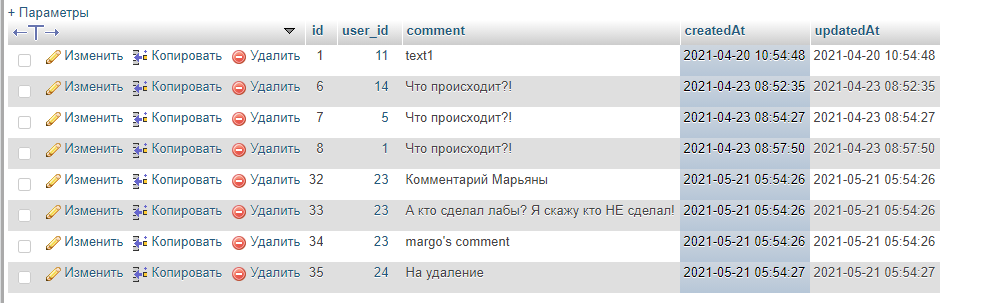 + Параметры
id user_id comment createdAt updatedAt
Изменить Копировать Удалить 1 11 text1 2021-04-20 10:54:48 2021-04-20 10:54:48
Изменить Копировать Удалить 6 14 Что происходит?! 2021-04-23 08:52:35 2021-04-23 08:52:35
Изменить Копировать Удалить 7 5 Что происходит?! 2021-04-23 08:54:27 2021-04-23 08:54:27
Изменить Копировать Удалить 8 1 Что происходит?! 2021-04-23 08:57:50 2021-04-23 08:57:50
Изменить Копировать Удалить 32 23 Комментарий Марьяны 2021-05-21 05:54:26 2021-05-21 05:54:26
Изменить Копировать Удалить 33 23 А кто сделал лабы? Я скажу кто НЕ сделал! 2021-05-21 05:54:26 2021-05-21 05:54:26
Изменить Копировать Удалить 34 23 margo's comment 2021-05-21 05:54:26 2021-05-21 05:54:26
Изменить Копировать Удалить 35 24 На удаление 2021-05-21 05:54:27 2021-05-21 05:54:27